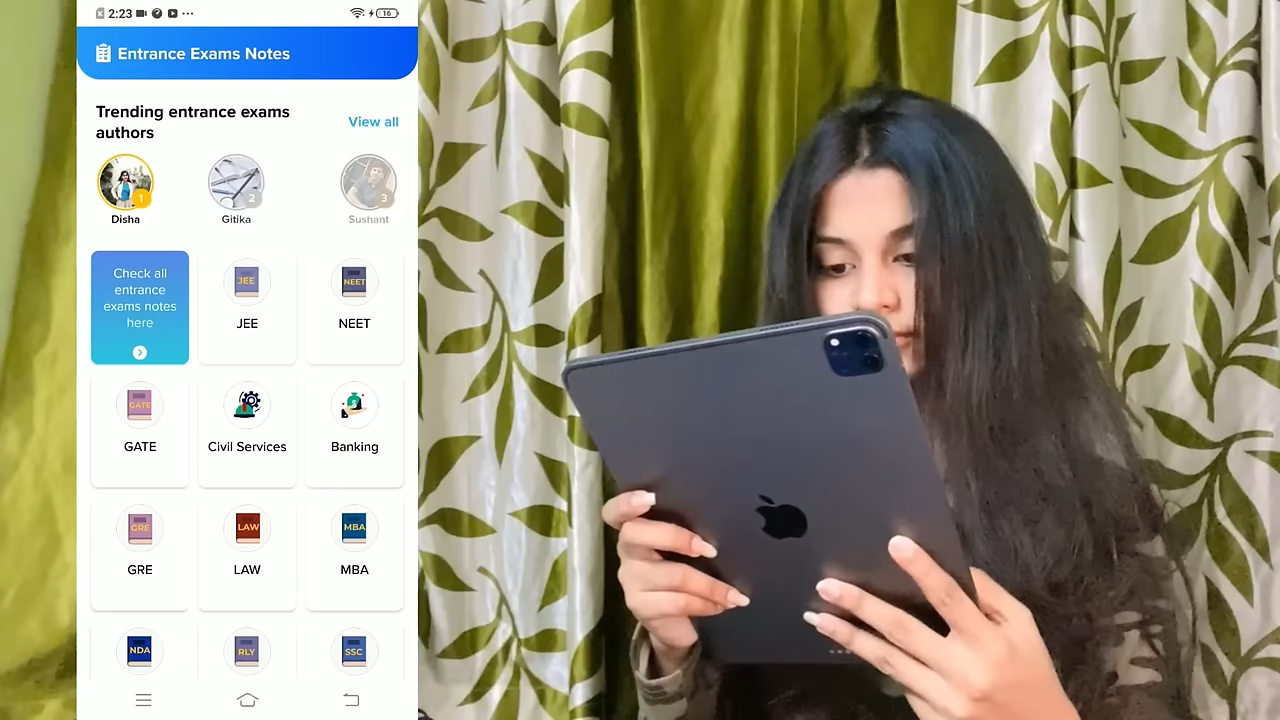 2:23
16
Entrance Exams Notes
Trending entrance exams
authors
View all
1
2
3
Disha
Gitika
Sushant
Check all
entrance
exams notes
here
JEE
NEET
JEE
NEET
GATE
GATE
Civil Services
Banking
GRE
LAW
MBA
GRE
LAW
MBA
NDA
RLY
SSC